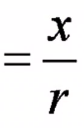 = x/r